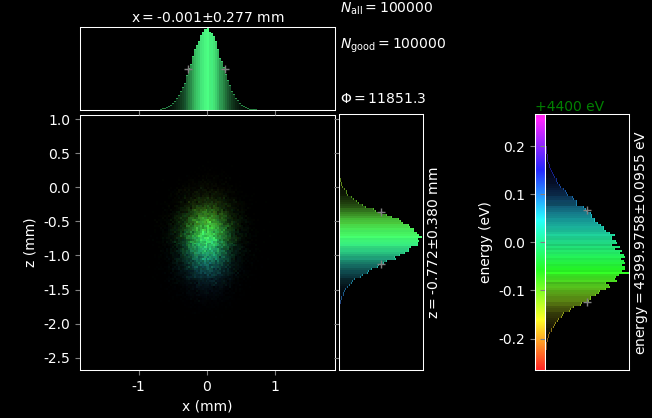 x = -0.001±0.277 mm
N_all = 100000
N_good = 100000
Φ = 11851.3
+4400 eV
1.0
0.5
0.0
-0.5
-1.0
-1.5
-2.0
-2.5
z (mm)
-1
0
1
x (mm)
z = -0.772±0.380 mm
0.2
0.1
0.0
-0.1
-0.2
energy (eV)
energy = 4399.9758±0.0955 eV